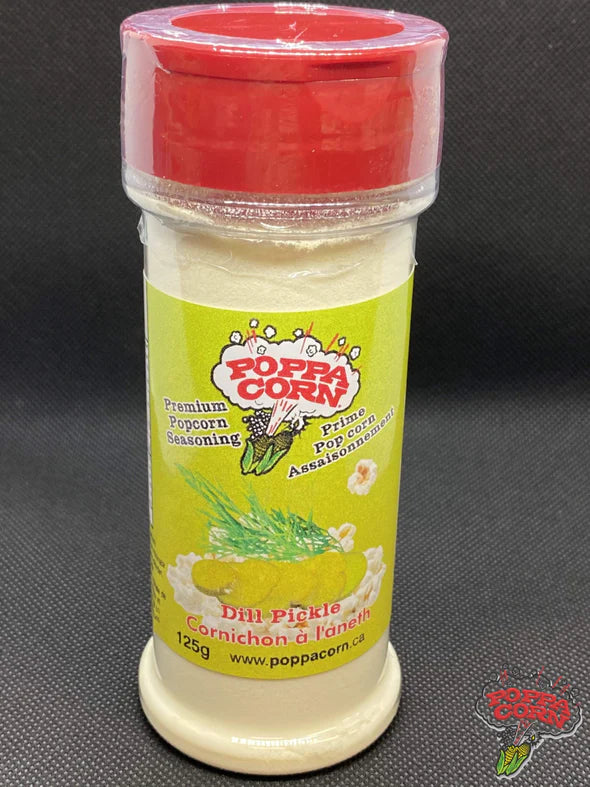 POPPA
CORN
Premium
Popcorn
Seasoning
Prime
Pop corn
Assaisonnement
Dill Pickle
Cornichon à l'aneth
125g
www.poppacorn.ca
POPPA
CORN